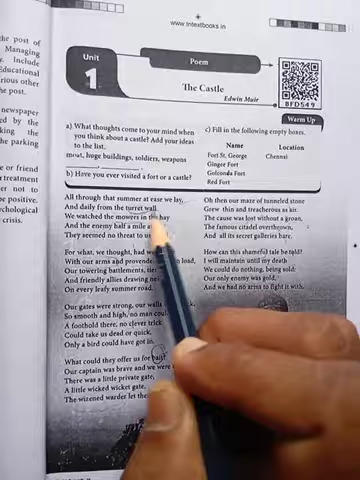 www.tntextbooks.in
he post of
Managing
y. Include
Educational
rious other
he post.
newspaper
ed by the
king the
he parking
e or friend
treatment
not to
e positive.
ychological
crisis.
Unit
1
Poem
The Castle
Edwin Muir
BFD549
Warm Up
a) What thoughts come to your mind when
you think about a castle? Add your ideas
to the list.
moat, huge buildings, soldiers, weapons
b) Have you ever visited a fort or a castle?
c) Fill in the following empty boxes.
Name Location
Fort St. George Chennai
Gingee Fort
Golconda Fort
Red Fort
All through that summer at ease we lay,
And daily from the turret wall
We watched the mowers in the hay
And the enemy half a mile a
They seemed no threat to us
For what, we thought, had we
With our arms and provende load,
Our towering battlements, tier
And friendly allies drawing ne
On every leafy summer road.
Our gates were strong, our walls
So smooth and high, no man coul
A foothold there, no clever trick
Could take us dead or quick,
Only a bird could have got in.
What could they offer us for bait?
Our captain was brave and we were
There was a little private gate,
A little wicked wicket gate,
The wizened warder let the
Oh then our maze of tunneled stone
Grew thin and treacherous as air.
The cause was lost without a groan,
The famous citadel overthrown,
And all its secret galleries bare.
How can this shameful tale be told?
I will maintain until my death
We could do nothing, being sold:
Our only enemy was gold,
And we had no arms to fight it with.